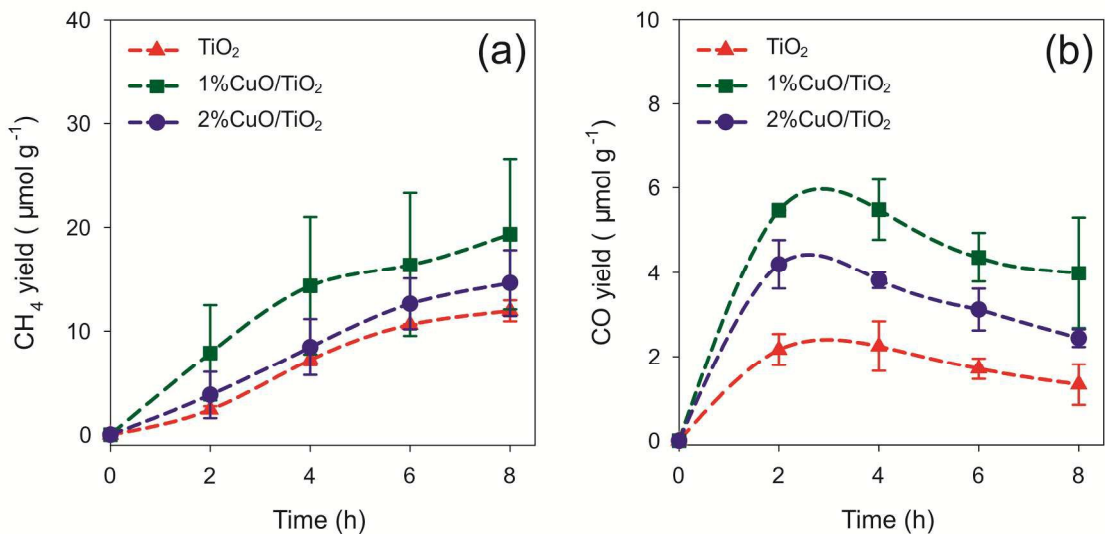 (a)
TiO₂
1%CuO/TiO₂
2%CuO/TiO₂
CH₄ yield ( µmol g⁻¹)
40
30
20
10
0
0 2 4 6 8
Time (h)
(b)
TiO₂
1%CuO/TiO₂
2%CuO/TiO₂
CO yield ( µmol g⁻¹)
10
8
6
4
2
0
0 2 4 6 8
Time (h)